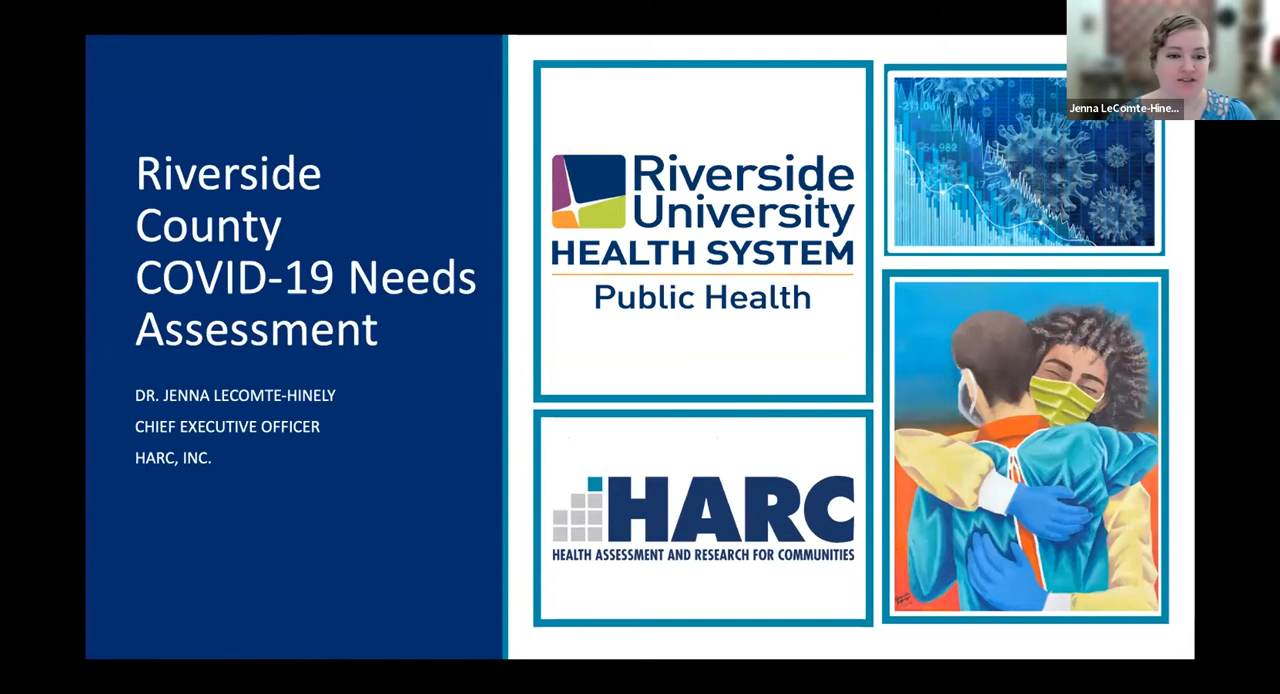 Riverside
County
COVID-19 Needs
Assessment
DR. JENNA LECOMTE-HINELY
CHIEF EXECUTIVE OFFICER
HARC, INC.
Riverside
University
HEALTH SYSTEM
Public Health
HARC
HEALTH ASSESSMENT AND RESEARCH FOR COMMUNITIES
Jenna LeComte-Hine...